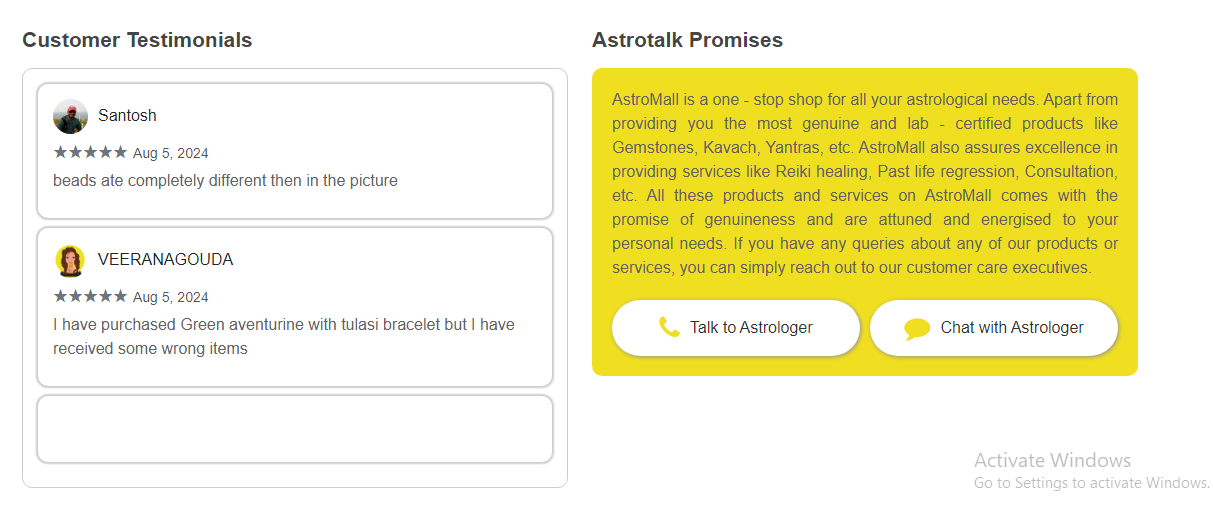 Customer Testimonials
Santosh
★★★★★ Aug 5, 2024
beads ate completely different then in the picture
VEERANAGOUDA
★★★★★ Aug 5, 2024
I have purchased Green aventurine with tulasi bracelet but I have
received some wrong items
Astrotalk Promises
AstroMall is a one - stop shop for all your astrological needs. Apart from
providing you the most genuine and lab - certified products like
Gemstones, Kavach, Yantras, etc. AstroMall also assures excellence in
providing services like Reiki healing, Past life regression, Consultation,
etc. All these products and services on AstroMall comes with the
promise of genuineness and are attuned and energised to your
personal needs. If you have any queries about any of our products or
services, you can simply reach out to our customer care executives.
Talk to Astrologer
Chat with Astrologer
Activate Windows
Go to Settings to activate Windows.